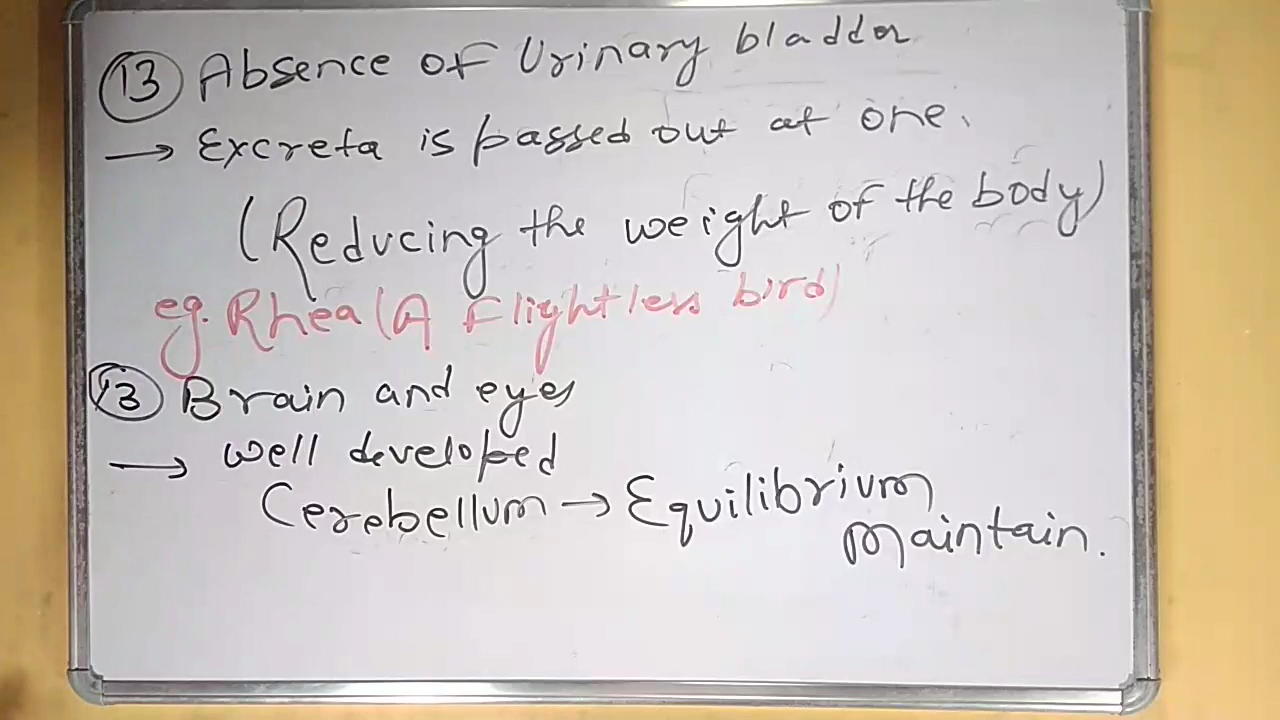 13 Absence of Urinary bladder
→ Excreta is passed out at one.
(Reducing the weight of the body)
eg. Rhea (A Flightless bird)
13 Brain and eyes
→ well developed
Cerebellum → Equilibrium
maintain.